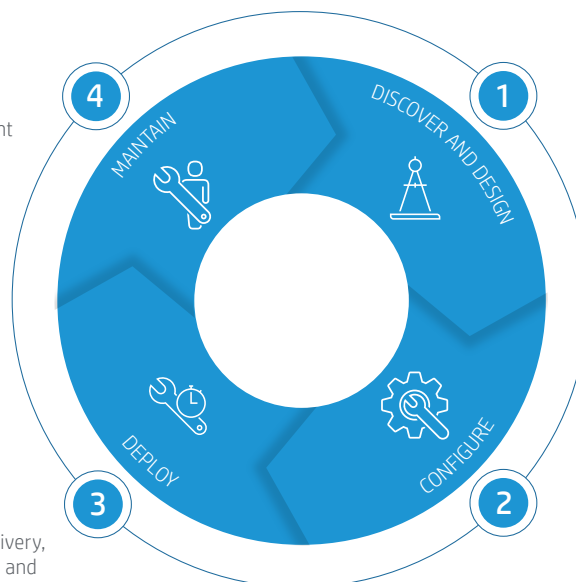 4
1
nt
MAINTAIN
DISCOVER AND DESIGN
DEPLOY
CONFIGURE
3
2
ivery,
and